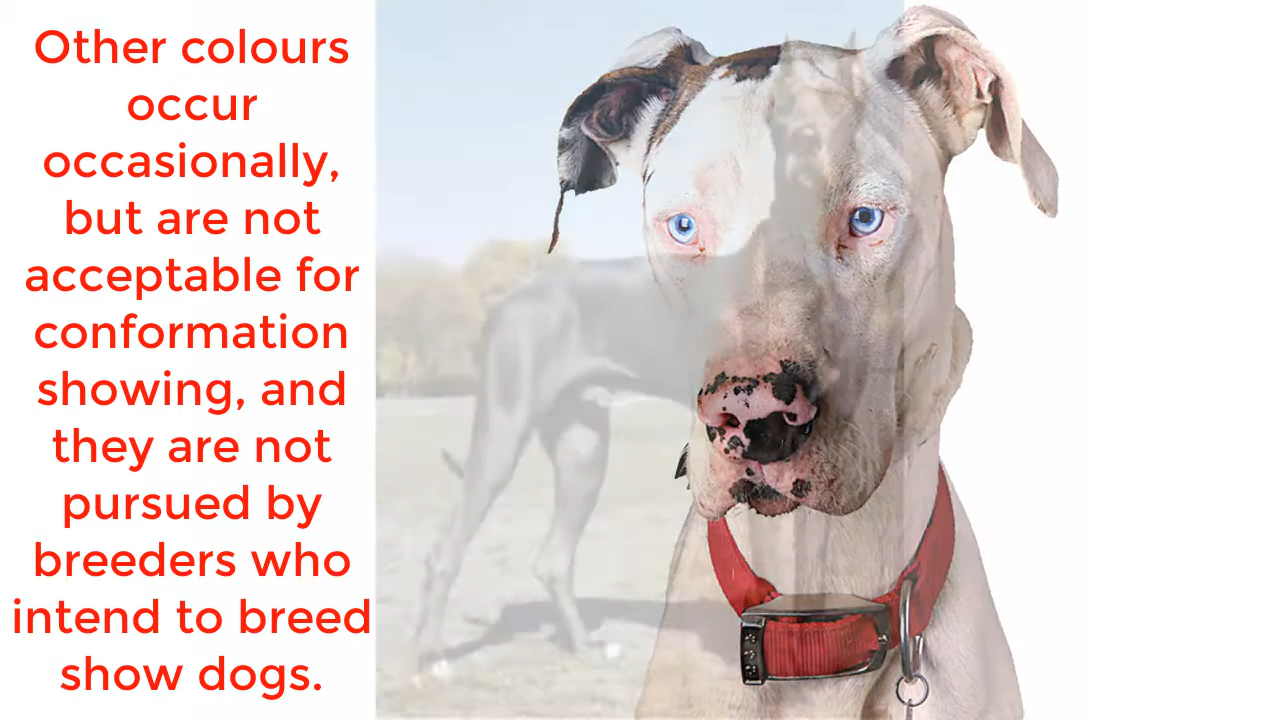 Other colours
occur
occasionally,
but are not
acceptable for
conformation
showing, and
they are not
pursued by
breeders who
intend to breed
show dogs.